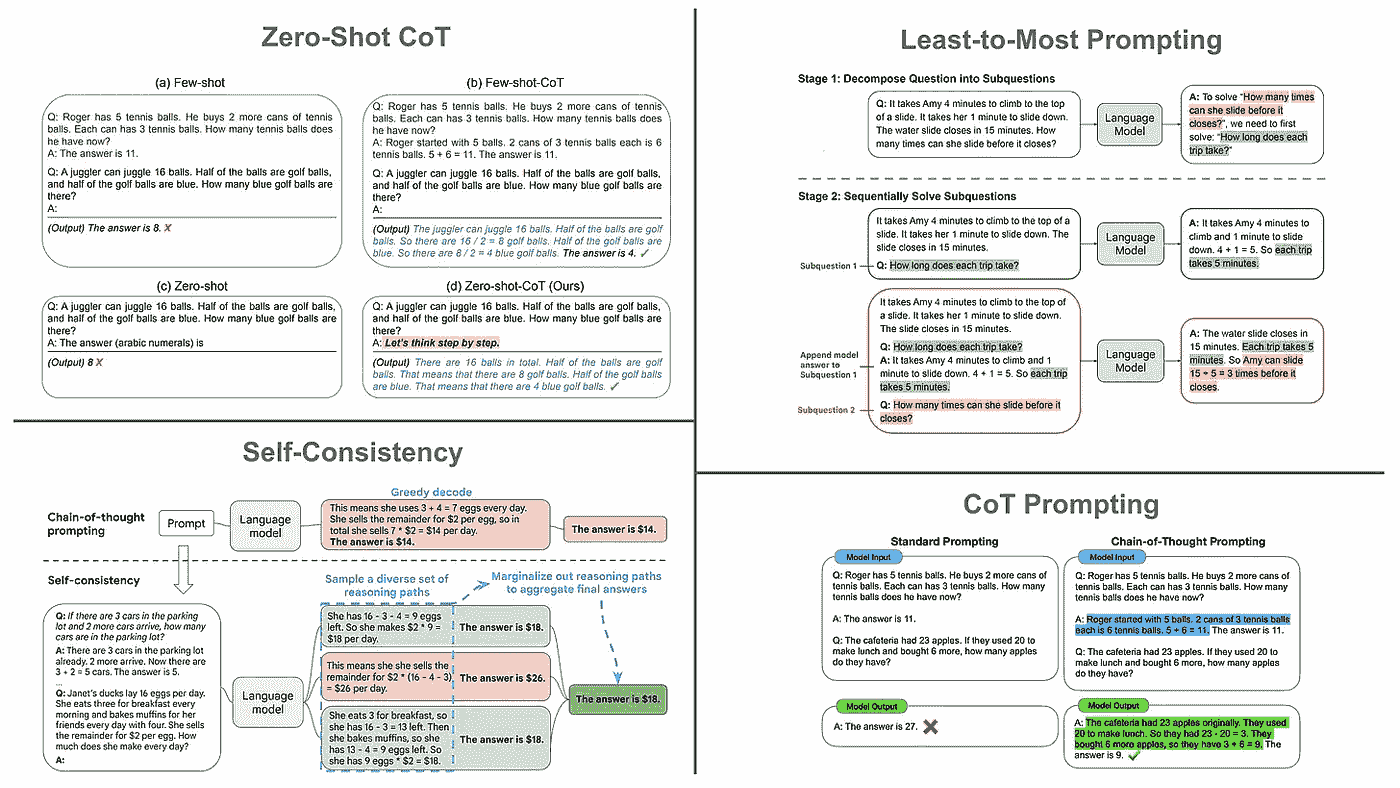 Zero-Shot CoT
(a) Few-shot
Q: Roger has 5 tennis balls. He buys 2 more cans of tennis
balls. Each can has 3 tennis balls. How many tennis balls does
he have now?
A: The answer is 11.
Q: A juggler can juggle 16 balls. Half of the balls are golf balls,
and half of the golf balls are blue. How many blue golf balls are
there?
A:
(Output) The answer is 8. ✗
(b) Few-shot-CoT
Q: Roger has 5 tennis balls. He buys 2 more cans of tennis
balls. Each can has 3 tennis balls. How many tennis balls does
he have now?
A: Roger started with 5 balls. 2 cans of 3 tennis balls each is 6
tennis balls. 5 + 6 = 11. The answer is 11.
Q: A juggler can juggle 16 balls. Half of the balls are golf balls,
and half of the golf balls are blue. How many blue golf balls are
there?
A:
(Output) The juggler can juggle 16 balls. Half of the balls are golf
balls. So there are 16 / 2 = 8 golf balls. Half of the golf balls are
blue. So there are 8 / 2 = 4 blue golf balls. The answer is 4. ✓
(c) Zero-shot
Q: A juggler can juggle 16 balls. Half of the balls are golf balls,
and half of the golf balls are blue. How many blue golf balls are
there?
A: The answer (arabic numerals) is
(Output) 8 ✗
(d) Zero-shot-CoT (Ours)
Q: A juggler can juggle 16 balls. Half of the balls are golf balls,
and half of the golf balls are blue. How many blue golf balls are
there?
A: Let's think step by step.
(Output) There are 16 balls in total. Half of the balls are golf
balls. That means that there are 8 golf balls. Half of the golf balls
are blue. That means that there are 4 blue golf balls. ✓
Least-to-Most Prompting
Stage 1: Decompose Question into Subquestions
Q: It takes Amy 4 minutes to climb to the top
of a slide. It takes her 1 minute to slide down.
The water slide closes in 15 minutes. How
many times can she slide before it closes?
Language
Model
A: To solve “How many times
can she slide before it
closes?”, we need to first
solve: “How long does each
trip take?”
Stage 2: Sequentially Solve Subquestions
It takes Amy 4 minutes to climb to the top of a
slide. It takes her 1 minute to slide down. The
slide closes in 15 minutes.
Subquestion 1
Q: How long does each trip take?
Language
Model
A: It takes Amy 4 minutes to
climb and 1 minute to slide
down. 4 + 1 = 5. So each trip
takes 5 minutes.
It takes Amy 4 minutes to climb to the top of
a slide. It takes her 1 minute to slide down.
The slide closes in 15 minutes.
Q: How long does each trip take?
Append model
answer to
Subquestion 1
A: It takes Amy 4 minutes to climb and 1
minute to slide down. 4 + 1 = 5. So each trip
takes 5 minutes.
Subquestion 2
Q: How many times can she slide before it
closes?
Language
Model
A: The water slide closes in
15 minutes. Each trip takes 5
minutes. So Amy can slide
15 ÷ 5 = 3 times before it
closes.
Self-Consistency
Chain-of-thought
prompting
Prompt
Language
model
Greedy decode
This means she uses 3 + 4 = 7 eggs every day.
She sells the remainder for $2 per egg, so in
total she sells 7 * $2 = $14 per day.
The answer is $14.
The answer is $14.
Self-consistency
Sample a diverse set of
reasoning paths
Marginalize out reasoning paths
to aggregate final answers
Q: If there are 3 cars in the parking
lot and 2 more cars arrive, how many
cars are in the parking lot?
A: There are 3 cars in the parking lot
already. 2 more arrive. Now there are
3 + 2 = 5 cars. The answer is 5.
...
Q: Janet's ducks lay 16 eggs per day.
She eats three for breakfast every
morning and bakes muffins for her
friends every day with four. She sells
the remainder for $2 per egg. How
much does she make every day?
A:
Language
model
She has 16 - 3 - 4 = 9 eggs
left. So she makes $2 * 9 =
$18 per day.
The answer is $18.
This means she she sells the
remainder for $2 * (16 - 4 - 3)
= $26 per day.
The answer is $26.
She eats 3 for breakfast, so
she has 16 - 3 = 13 left. Then
she bakes muffins, so she
has 13 - 4 = 9 eggs left. So
she has 9 eggs * $2 = $18.
The answer is $18.
The answer is $18.
CoT Prompting
Standard Prompting
Model Input
Q: Roger has 5 tennis balls. He buys 2 more cans of
tennis balls. Each can has 3 tennis balls. How many
tennis balls does he have now?
A: The answer is 11.
Q: The cafeteria had 23 apples. If they used 20 to
make lunch and bought 6 more, how many apples
do they have?
Model Output
A: The answer is 27. ✗
Chain-of-Thought Prompting
Model Input
Q: Roger has 5 tennis balls. He buys 2 more cans of
tennis balls. Each can has 3 tennis balls. How many
tennis balls does he have now?
A: Roger started with 5 balls. 2 cans of 3 tennis balls
each is 6 tennis balls. 5 + 6 = 11. The answer is 11.
Q: The cafeteria had 23 apples. If they used 20 to
make lunch and bought 6 more, how many apples
do they have?
Model Output
A: The cafeteria had 23 apples originally. They used
20 to make lunch. So they had 23 - 20 = 3. They
bought 6 more apples, so they have 3 + 6 = 9. The
answer is 9. ✓